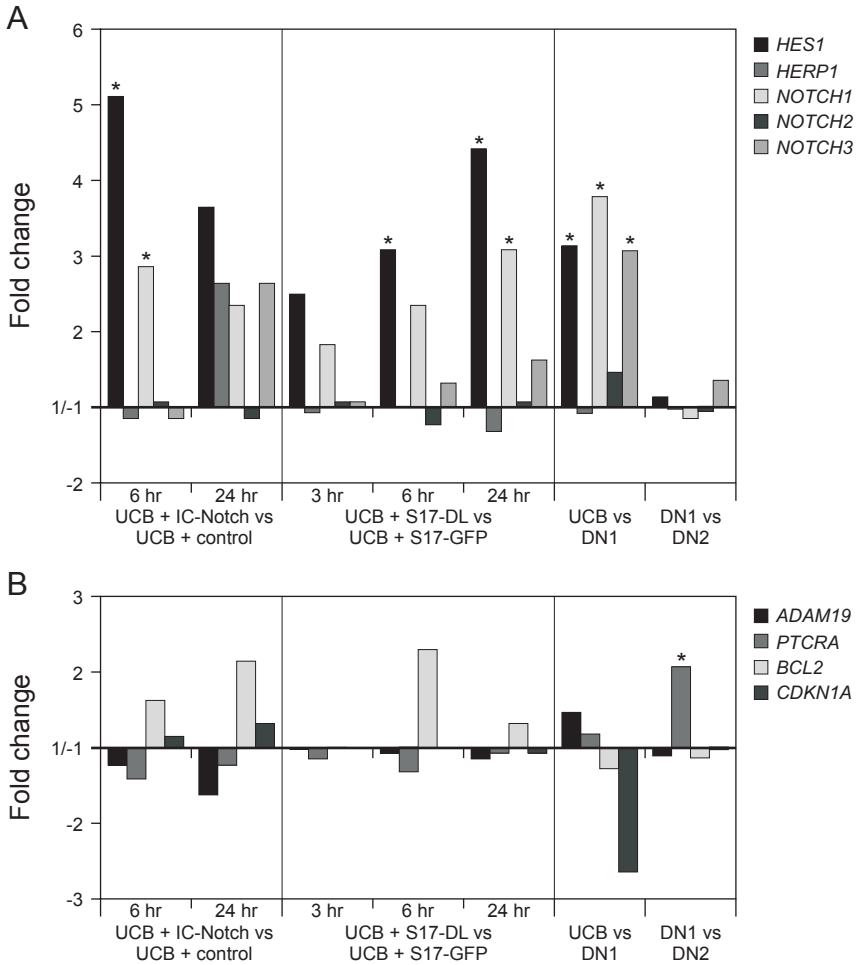 A
Fold change
6
5
4
3
2
1/-1
-2
*
*
*
*
*
*
*
*
HES1
HERP1
NOTCH1
NOTCH2
NOTCH3
6 hr
24 hr
3 hr
6 hr
24 hr
UCB + IC-Notch vs
UCB + control
UCB + S17-DL vs
UCB + S17-GFP
UCB vs
DN1
DN1 vs
DN2
B
Fold change
3
2
1/-1
-2
-3
*
ADAM19
PTCRA
BCL2
CDKN1A
6 hr
24 hr
3 hr
6 hr
24 hr
UCB + IC-Notch vs
UCB + control
UCB + S17-DL vs
UCB + S17-GFP
UCB vs
DN1
DN1 vs
DN2